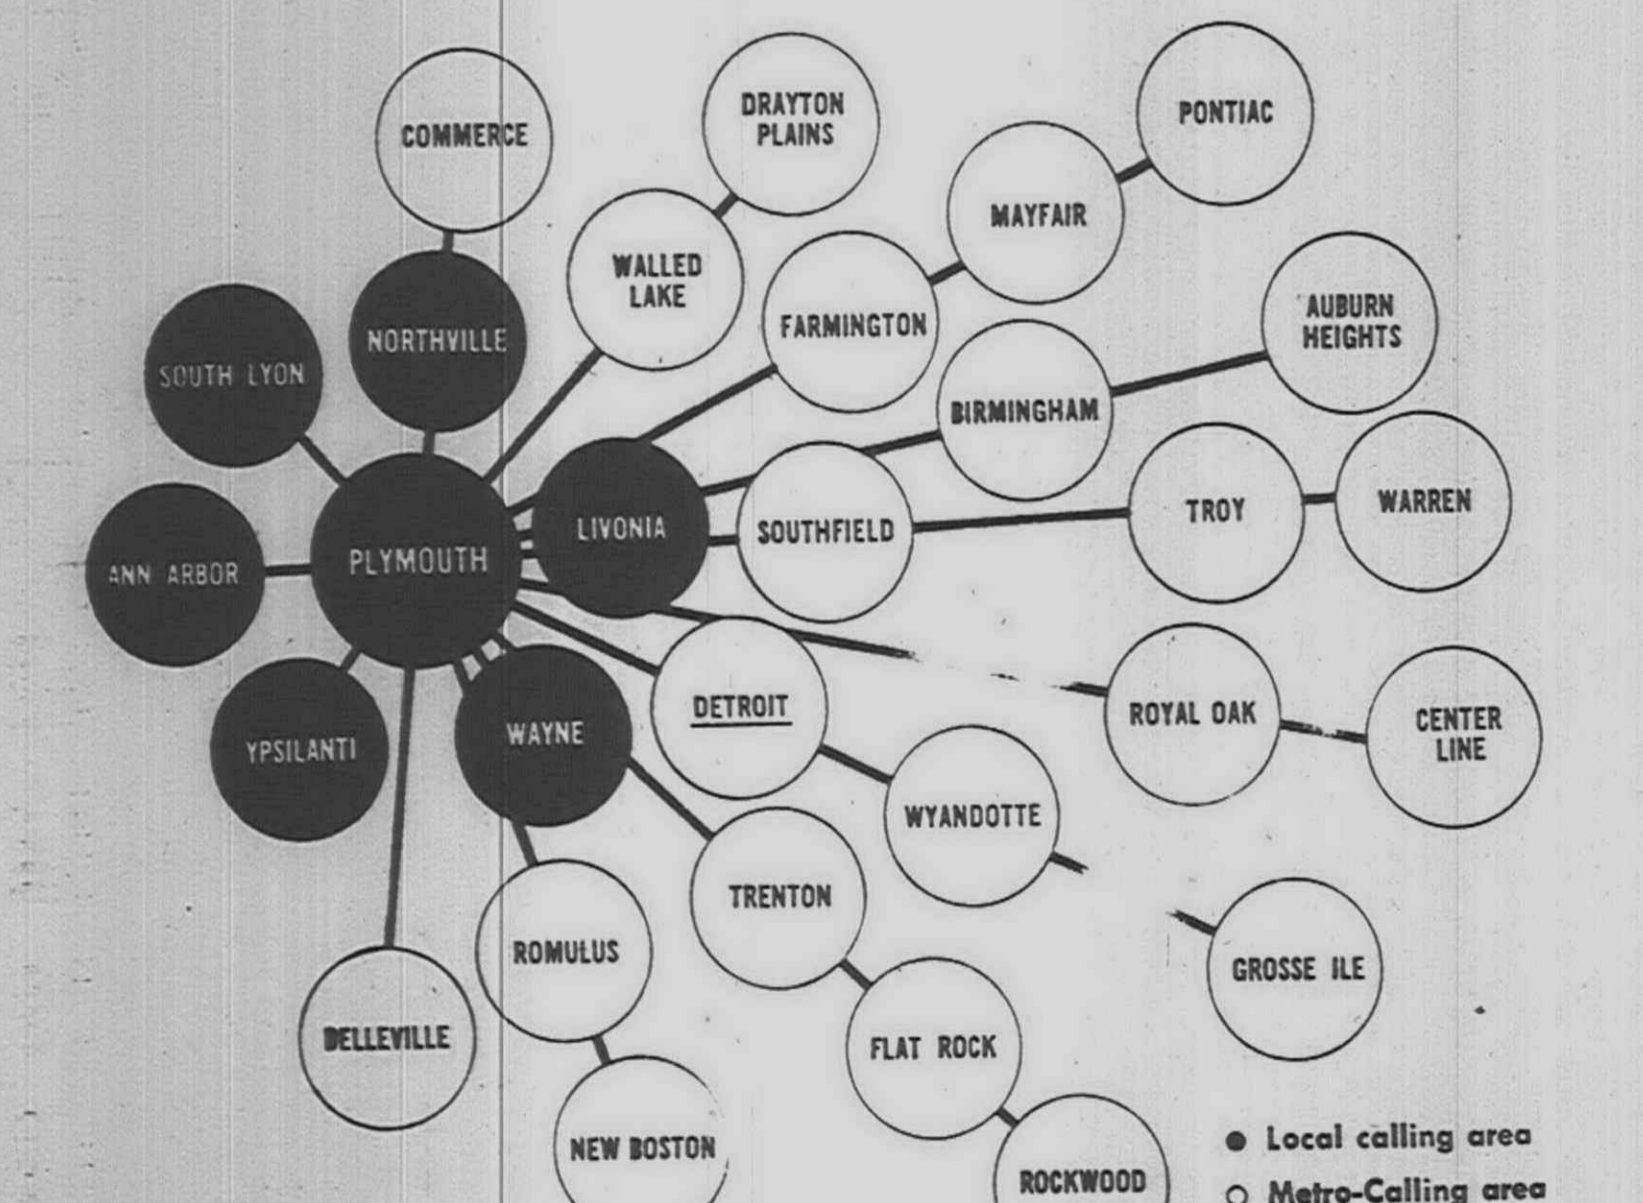 COMMERCE
DRAYTON
PLAINS
PONTIAC
MAYFAIR
WALLED
LAKE
FARMINGTON
AUBURN
HEIGHTS
NORTHVILLE
SOUTH LYON
BIRMINGHAM
TROY
WARREN
LIVONIA
SOUTHFIELD
PLYMOUTH
ANN ARBOR
DETROIT
ROYAL OAK
CENTER
LINE
WAYNE
YPSILANTI
WYANDOTTE
TRENTON
ROMULUS
GROSSE ILE
BELLEVILLE
FLAT ROCK
NEW BOSTON
ROCKWOOD
Local calling area
Metro-Calling area